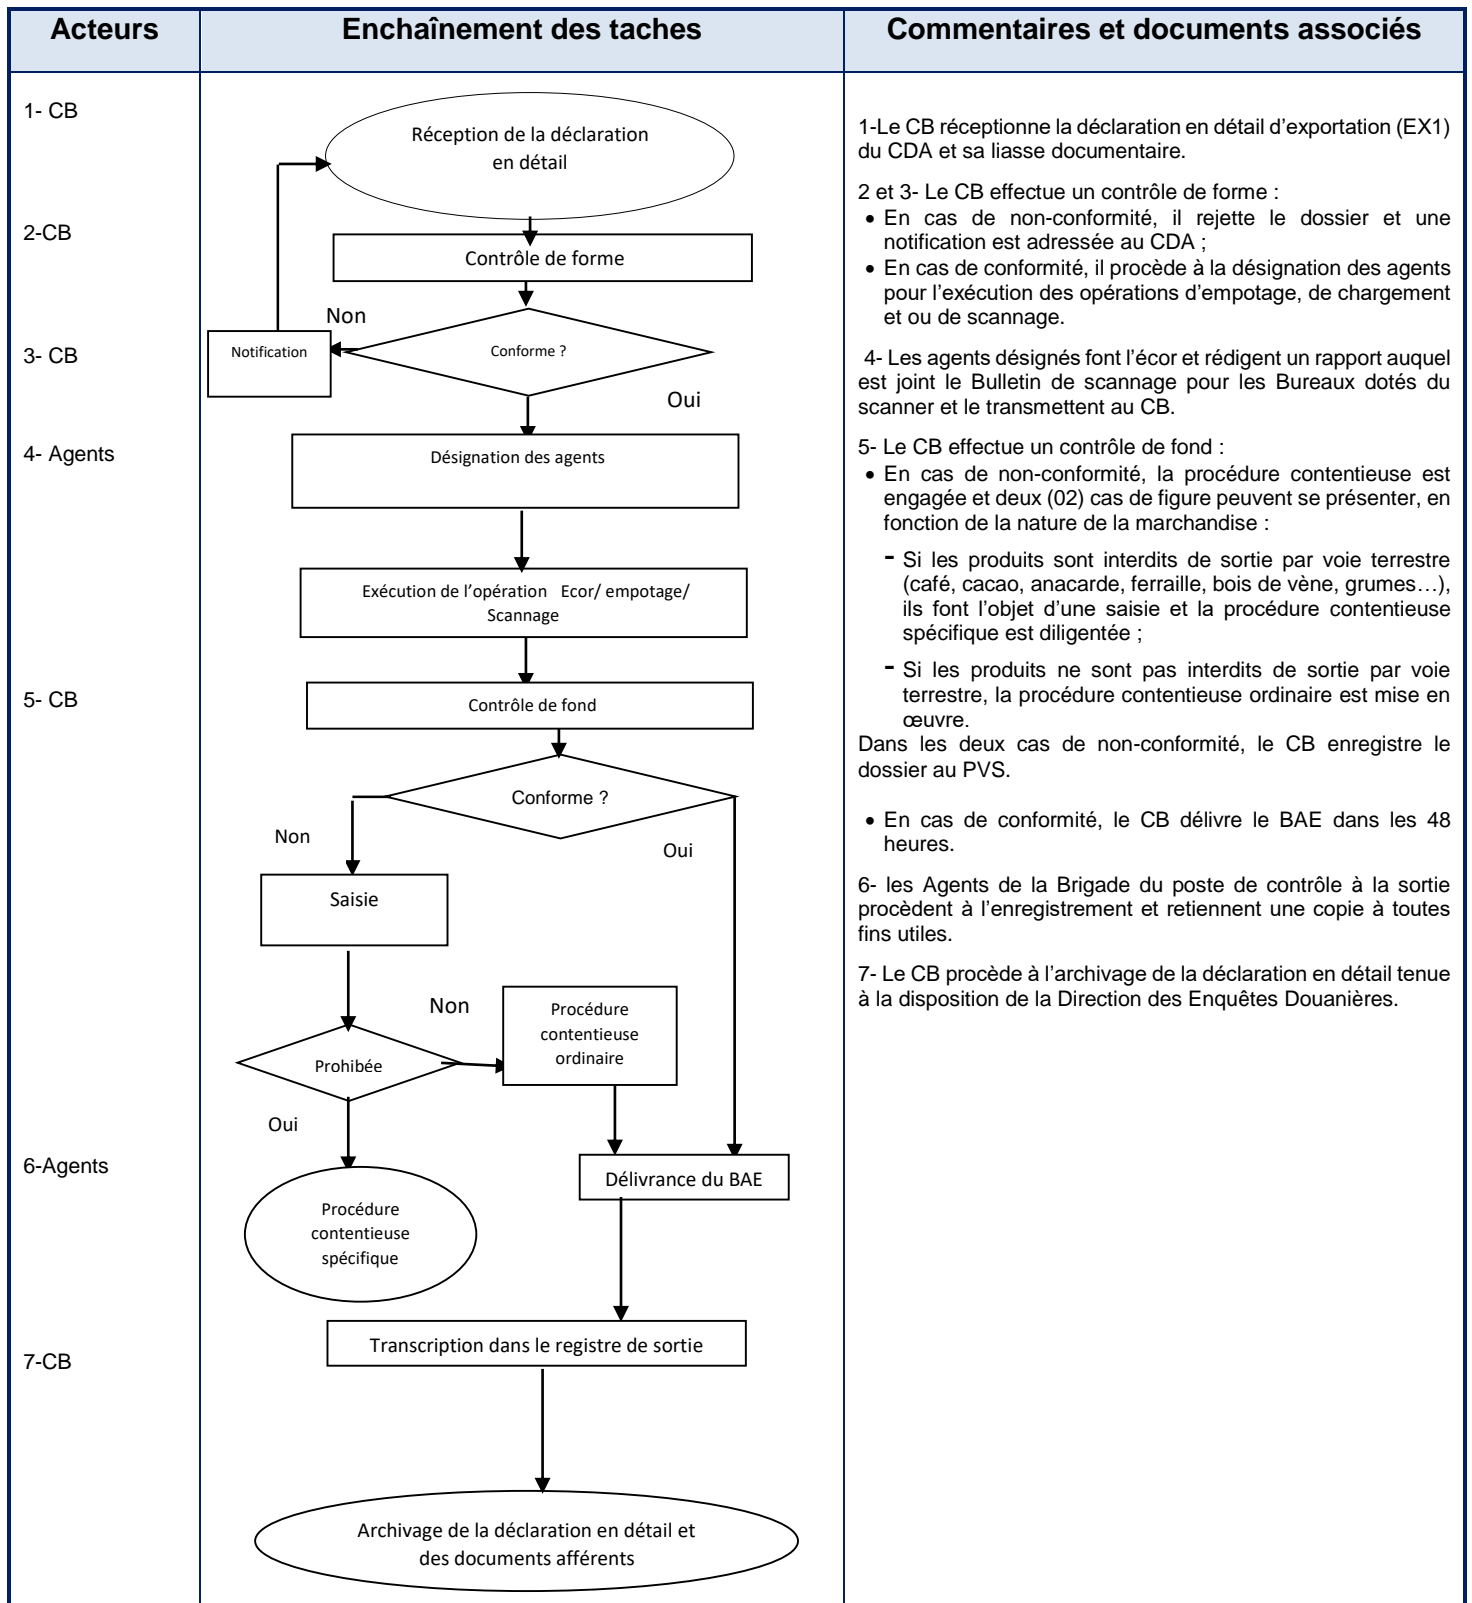 Acteurs
Enchaînement des taches
Commentaires et documents associés
1- CB
2-CB
3- CB
4- Agents
5- CB
6-Agents
7-CB
Réception de la déclaration
en détail
Contrôle de forme
Non
Notification
Conforme ?
Oui
Désignation des agents
Exécution de l’opération Ecor/ empotage/
Scannage
Contrôle de fond
Conforme ?
Non
Oui
Saisie
Non
Procédure
contentieuse
ordinaire
Prohibée
Oui
Délivrance du BAE
Procédure
contentieuse
spécifique
Transcription dans le registre de sortie
Archivage de la déclaration en détail et
des documents afférents
1-Le CB réceptionne la déclaration en détail d’exportation (EX1)
du CDA et sa liasse documentaire.
2 et 3- Le CB effectue un contrôle de forme :
• En cas de non-conformité, il rejette le dossier et une
notification est adressée au CDA ;
• En cas de conformité, il procède à la désignation des agents
pour l’exécution des opérations d’empotage, de chargement
et ou de scannage.
4- Les agents désignés font l’écor et rédigent un rapport auquel
est joint le Bulletin de scannage pour les Bureaux dotés du
scanner et le transmettent au CB.
5- Le CB effectue un contrôle de fond :
• En cas de non-conformité, la procédure contentieuse est
engagée et deux (02) cas de figure peuvent se présenter, en
fonction de la nature de la marchandise :
- Si les produits sont interdits de sortie par voie terrestre
(café, cacao, anacarde, ferraille, bois de vène, grumes…),
ils font l’objet d’une saisie et la procédure contentieuse
spécifique est diligentée ;
- Si les produits ne sont pas interdits de sortie par voie
terrestre, la procédure contentieuse ordinaire est mise en
œuvre.
Dans les deux cas de non-conformité, le CB enregistre le
dossier au PVS.
• En cas de conformité, le CB délivre le BAE dans les 48
heures.
6- les Agents de la Brigade du poste de contrôle à la sortie
procèdent à l’enregistrement et retiennent une copie à toutes
fins utiles.
7- Le CB procède à l’archivage de la déclaration en détail tenue
à la disposition de la Direction des Enquêtes Douanières.